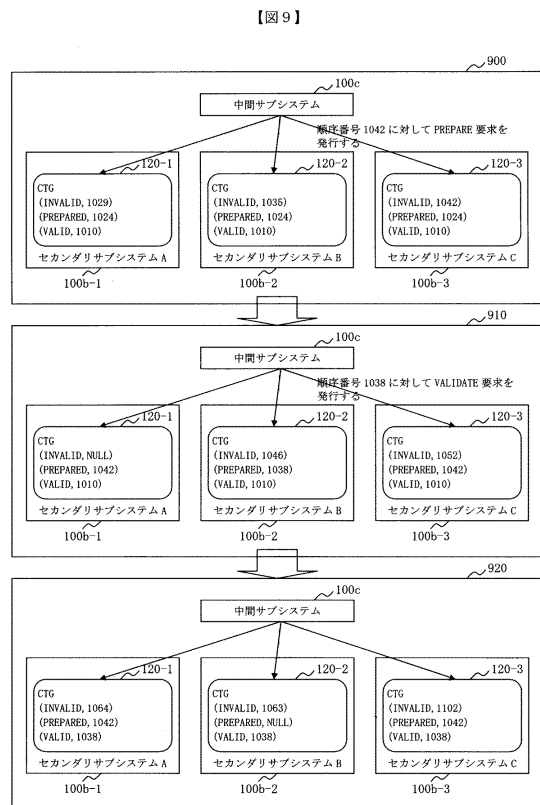 【図９】
900
100c
中間サブシステム
順序番号 1042 に対して PREPARE 要求を
発行する
120-1
CTG
(INVALID, 1029)
(PREPARED, 1024)
(VALID, 1010)
セカンダリサブシステム A
100b-1
120-2
CTG
(INVALID, 1035)
(PREPARED, 1024)
(VALID, 1010)
セカンダリサブシステム B
100b-2
120-3
CTG
(INVALID, 1042)
(PREPARED, 1024)
(VALID, 1010)
セカンダリサブシステム C
100b-3
910
100c
中間サブシステム
順序番号 1038 に対して VALIDATE 要求を
発行する
120-1
CTG
(INVALID, NULL)
(PREPARED, 1042)
(VALID, 1010)
セカンダリサブシステム A
100b-1
120-2
CTG
(INVALID, 1046)
(PREPARED, 1038)
(VALID, 1010)
セカンダリサブシステム B
100b-2
120-3
CTG
(INVALID, 1052)
(PREPARED, 1042)
(VALID, 1010)
セカンダリサブシステム C
100b-3
920
100c
中間サブシステム
120-1
CTG
(INVALID, 1064)
(PREPARED, 1042)
(VALID, 1038)
セカンダリサブシステム A
100b-1
120-2
CTG
(INVALID, 1063)
(PREPARED, NULL)
(VALID, 1038)
セカンダリサブシステム B
100b-2
120-3
CTG
(INVALID, 1102)
(PREPARED, 1042)
(VALID, 1038)
セカンダリサブシステム C
100b-3